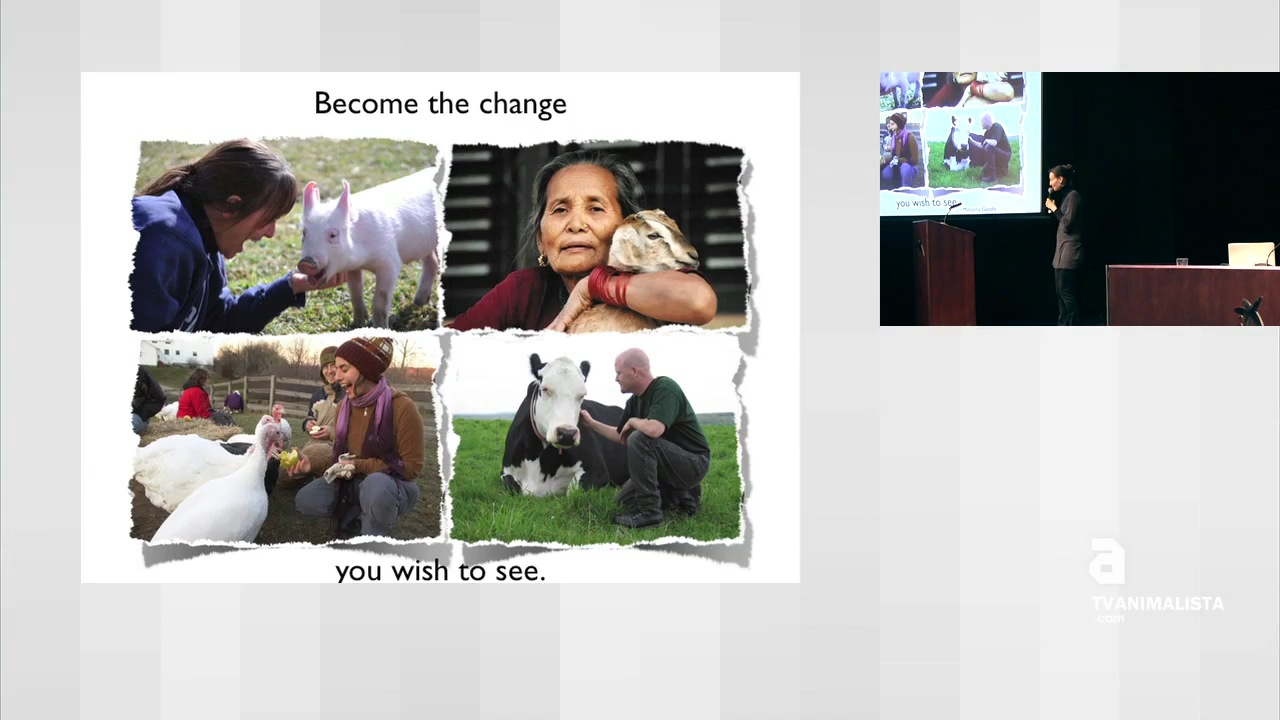 Become the change
you wish to see.
you wish to see.
a
TVANIMALISTA
.com